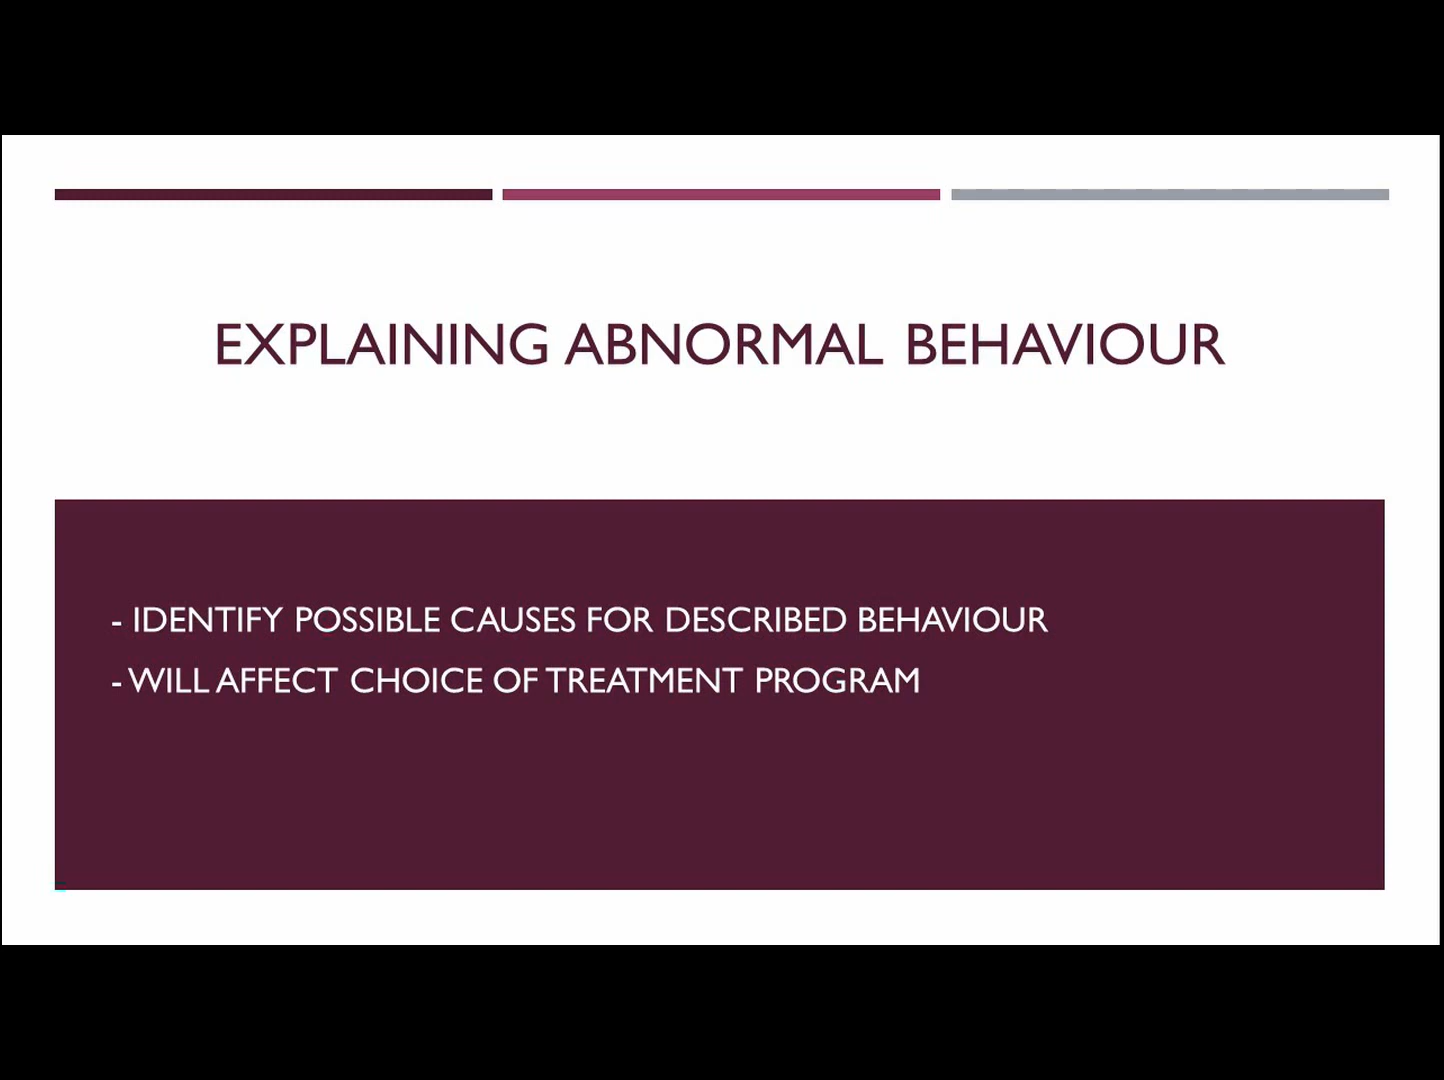 EXPLAINING ABNORMAL BEHAVIOUR
- IDENTIFY POSSIBLE CAUSES FOR DESCRIBED BEHAVIOUR
- WILL AFFECT CHOICE OF TREATMENT PROGRAM